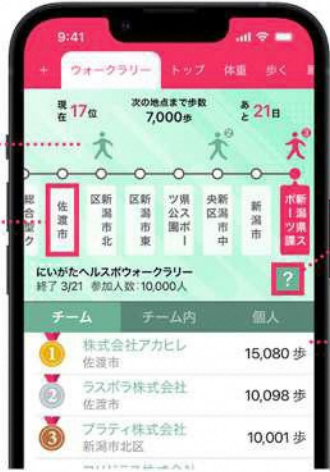 9:41
+ ウォークラリー トップ 体重 歩く
現在 17位 次の地点まで歩数 あと 21日
7,000歩
② ③
総合型ク
佐渡市
新潟市北区
新潟市東区
県スポーツ公園
新潟市中央区
新潟市
新潟県スポーツ課
にいがたヘルスポウォークラリー
終了 3/21 参加人数:10,000人
?
チーム チーム内 個人
1 株式会社アカヒレ 15,080 歩
佐渡市
2 ラスボラ株式会社 10,098 歩
佐渡市
3 プラティ株式会社 10,001 歩
新潟市北区